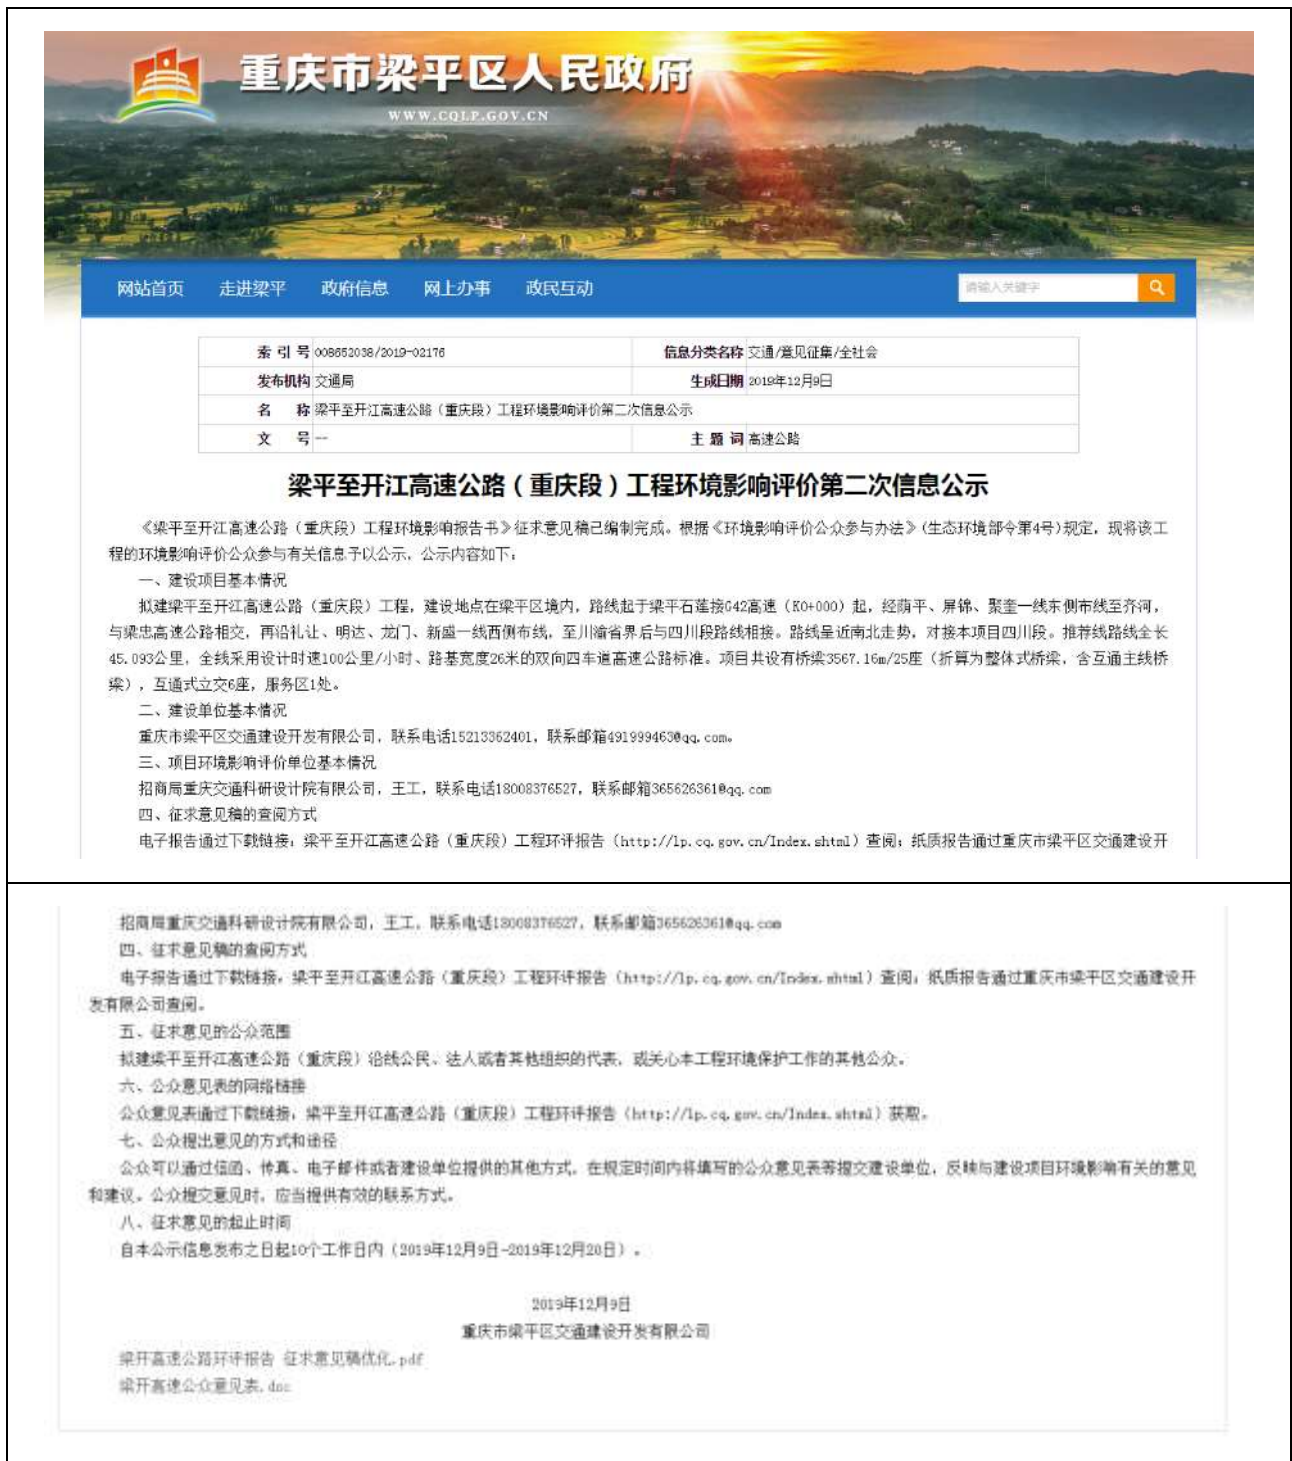 重庆市梁平区人民政府
WWW.CQLP.GOV.CN
网站首页 走进梁平 政府信息 网上办事 政民互动 请输入关键字
索引号 008652038/2019-02176 信息分类名称 交通/意见征集/全社会
发布机构 交通局 生成日期 2019年12月9日
名 称 梁平至开江高速公路（重庆段）工程环境影响评价第二次信息公示
文 号 -- 主题词 高速公路
梁平至开江高速公路（重庆段）工程环境影响评价第二次信息公示
《梁平至开江高速公路（重庆段）工程环境影响报告书》征求意见稿已编制完成。根据《环境影响评价公众参与办法》(生态环境部令第4号)规定，现将该工
程的环境影响评价公众参与有关信息予以公示，公示内容如下：
一、建设项目基本情况
拟建梁平至开江高速公路（重庆段）工程，建设地点在梁平区境内，路线起于梁平石莲接G42高速（K0+000）起，经荫平、屏锦、聚奎一线东侧布线至齐河，
与梁忠高速公路相交，再沿礼让、明达、龙门、新盛一线西侧布线，至川渝省界后与四川段路线相接。路线呈近南北走势，对接本项目四川段。推荐线路线全长
45.093公里，全线采用设计时速100公里/小时、路基宽度26米的双向四车道高速公路标准。项目共设有桥梁3567.16m/25座（折算为整体式桥梁，含互通主线桥
梁），互通式立交6座，服务区1处。
二、建设单位基本情况
重庆市梁平区交通建设开发有限公司，联系电话15213362401，联系邮箱491999463@qq.com。
三、项目环境影响评价单位基本情况
招商局重庆交通科研设计院有限公司，王工，联系电话18008376527，联系邮箱365626361@qq.com
四、征求意见稿的查阅方式
电子报告通过下载链接：梁平至开江高速公路（重庆段）工程环评报告（http://lp.cq.gov.cn/Index.shtml）查阅；纸质报告通过重庆市梁平区交通建设开
招商局重庆交通科研设计院有限公司，王工，联系电话18008376527，联系邮箱365626361@qq.com
四、征求意见稿的查阅方式
电子报告通过下载链接：梁平至开江高速公路（重庆段）工程环评报告（http://lp.cq.gov.cn/Index.shtml）查阅；纸质报告通过重庆市梁平区交通建设开
发有限公司查阅。
五、征求意见的公众范围
拟建梁平至开江高速公路（重庆段）沿线公民、法人或者其他组织的代表，或关心本工程环境保护工作的其他公众。
六、公众意见表的网络链接
公众意见表通过下载链接：梁平至开江高速公路（重庆段）工程环评报告（http://lp.cq.gov.cn/Index.shtml）获取。
七、公众提出意见的方式和途径
公众可以通过信函、传真、电子邮件或者建设单位提供的其他方式，在规定时间内将填写的公众意见表等提交建设单位，反映与建设项目环境影响有关的意见
和建议。公众提交意见时，应当提供有效的联系方式。
八、征求意见的起止时间
自本公示信息发布之日起10个工作日内（2019年12月9日-2019年12月20日）。
2019年12月9日
重庆市梁平区交通建设开发有限公司
梁开高速公路环评报告 征求意见稿优化.pdf
梁开高速公众意见表.doc